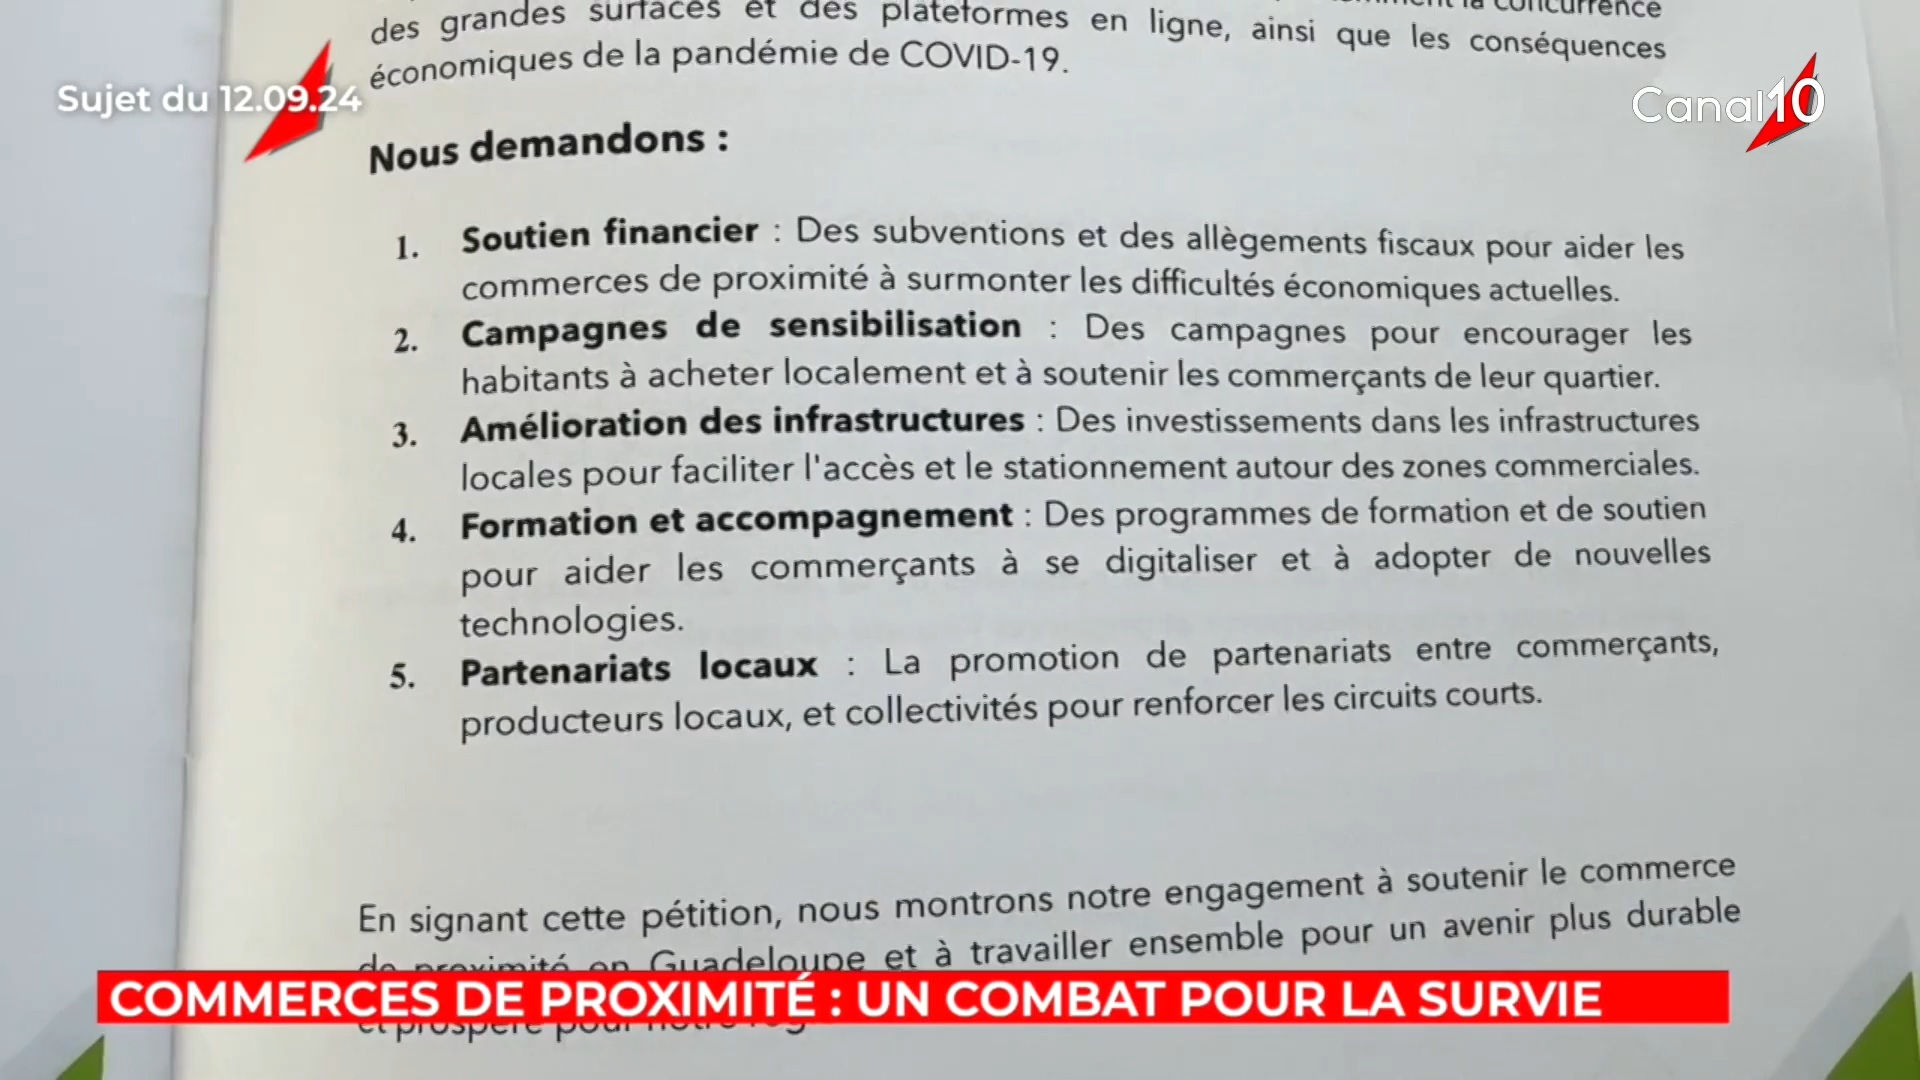 des grandes surfaces et des plateformes en ligne, ainsi que les conséquences
économiques de la pandémie de COVID-19.
Sujet du 12.09.24
Canal10
Nous demandons :
1. Soutien financier : Des subventions et des allègements fiscaux pour aider les
commerces de proximité à surmonter les difficultés économiques actuelles.
2. Campagnes de sensibilisation : Des campagnes pour encourager les
habitants à acheter localement et à soutenir les commerçants de leur quartier.
3. Amélioration des infrastructures : Des investissements dans les infrastructures
locales pour faciliter l'accès et le stationnement autour des zones commerciales.
4. Formation et accompagnement : Des programmes de formation et de soutien
pour aider les commerçants à se digitaliser et à adopter de nouvelles
technologies.
5. Partenariats locaux : La promotion de partenariats entre commerçants,
producteurs locaux, et collectivités pour renforcer les circuits courts.
En signant cette pétition, nous montrons notre engagement à soutenir le commerce
de proximité en Guadeloupe et à travailler ensemble pour un avenir plus durable
COMMERCES DE PROXIMITÉ : UN COMBAT POUR LA SURVIE
et prospère pour notre